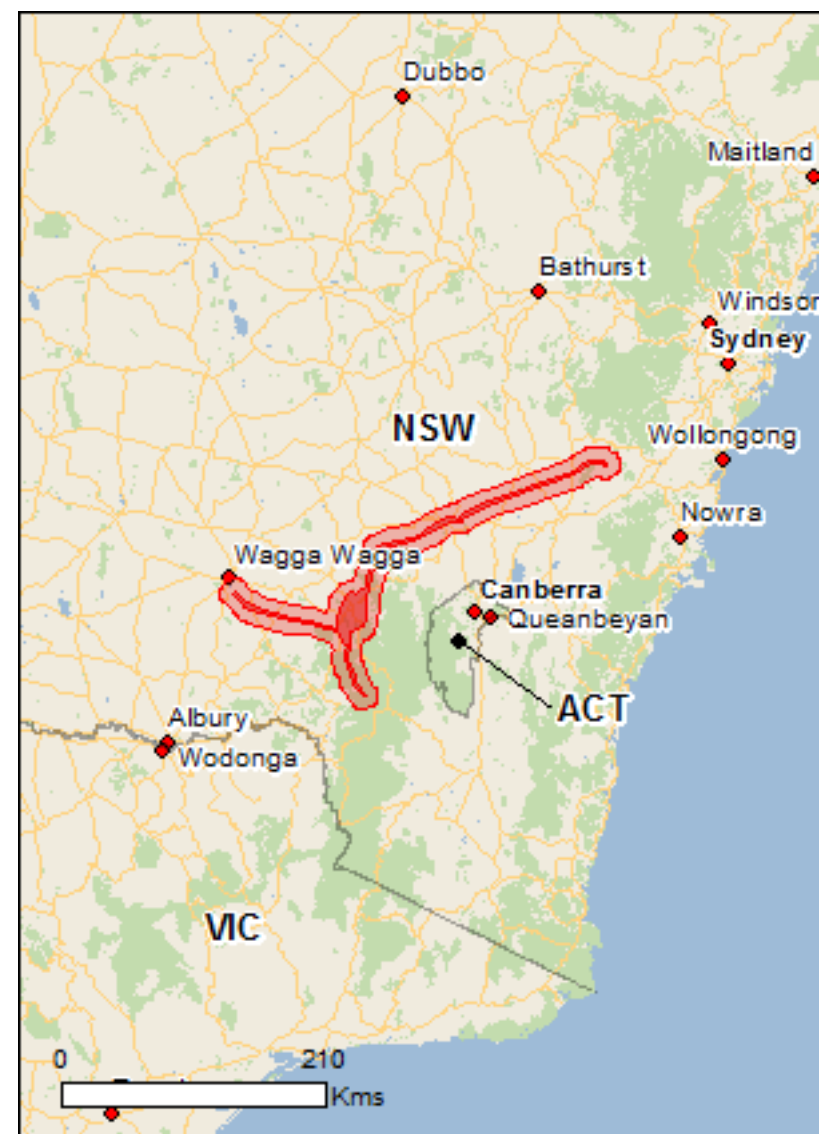 Dubbo
Maitland
Bathurst
Windsor
Sydney
NSW
Wollongong
Nowra
Wagga Wagga
Canberra
Queanbeyan
ACT
Albury
Wodonga
VIC
0 210
Kms